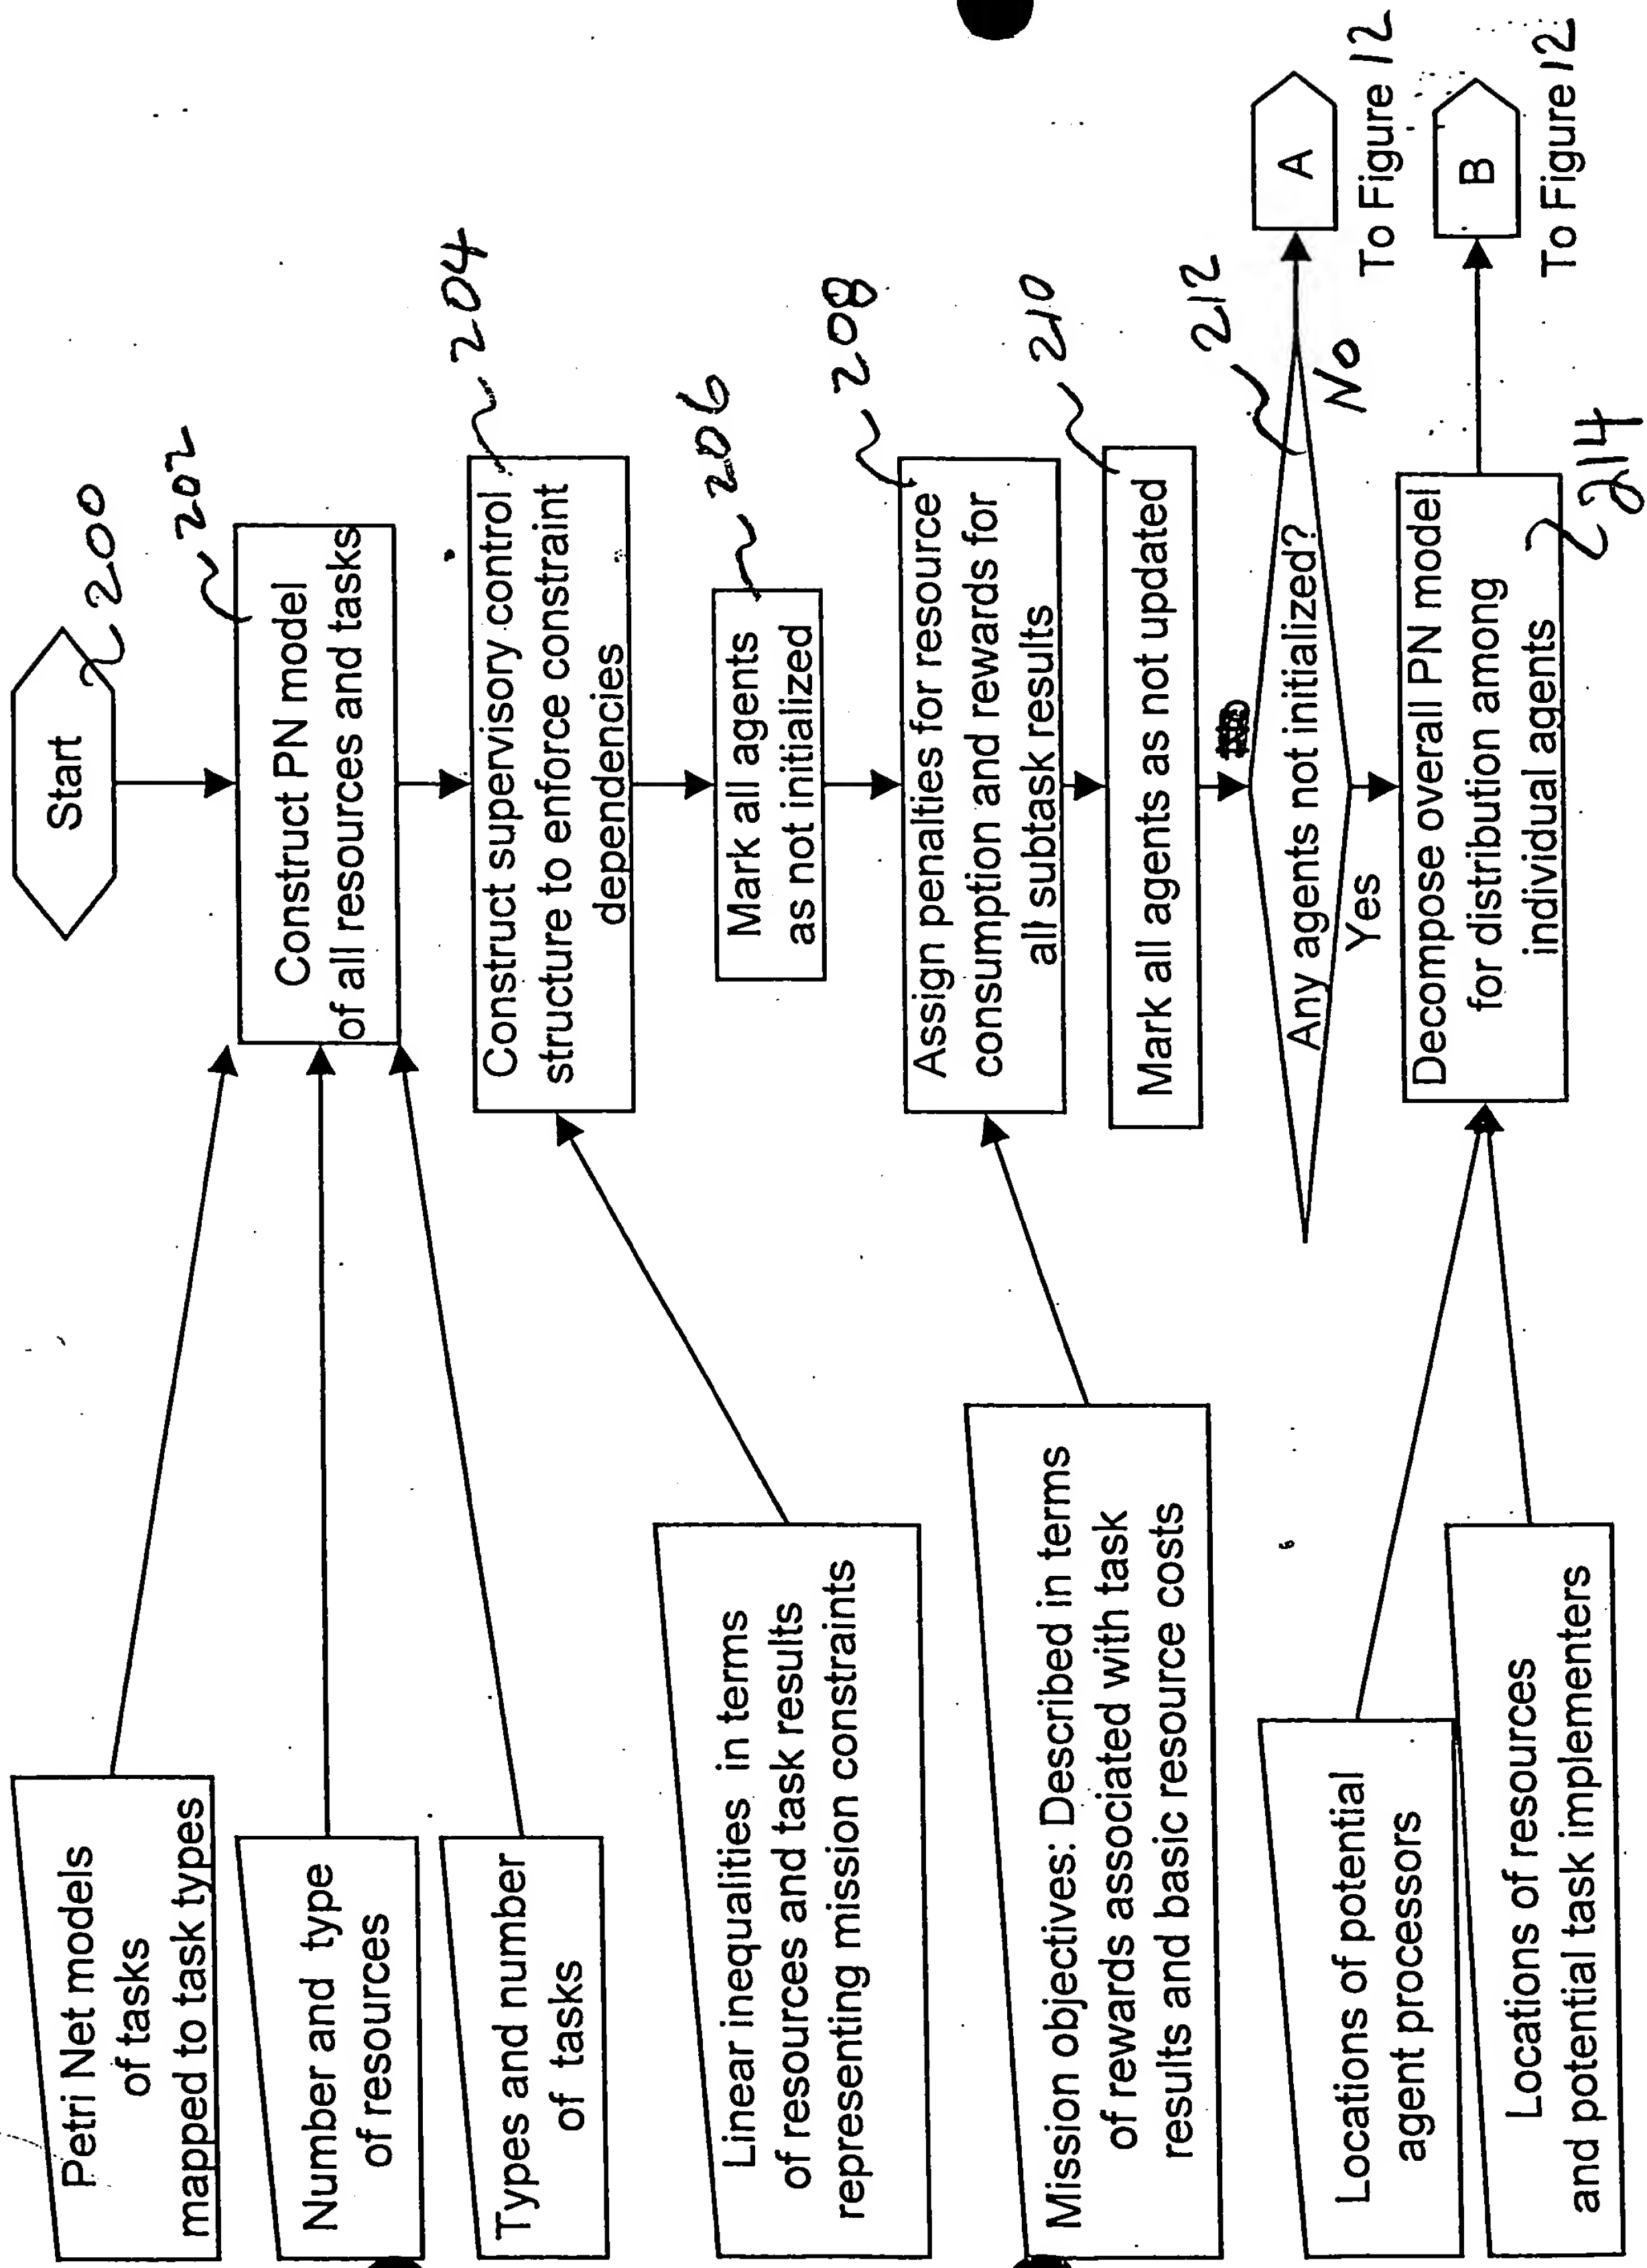 Start
200
202
Petri Net models
of tasks
mapped to task types
Construct PN model
of all resources and tasks
Number and type
of resources
Types and number
of tasks
204
Construct supervisory control
structure to enforce constraint
dependencies
206
Mark all agents
as not initialized
Linear inequalities in terms
of resources and task results
representing mission constraints
208
Assign penalties for resource
consumption and rewards for
all subtask results
Mission objectives: Described in terms
of rewards associated with task
results and basic resource costs
210
Mark all agents as not updated
212
Any agents not initialized?
No
A
To Figure 12
Yes
Locations of potential
agent processors
Decompose overall PN model
for distribution among
individual agents
214
B
To Figure 12
Locations of resources
and potential task implementers